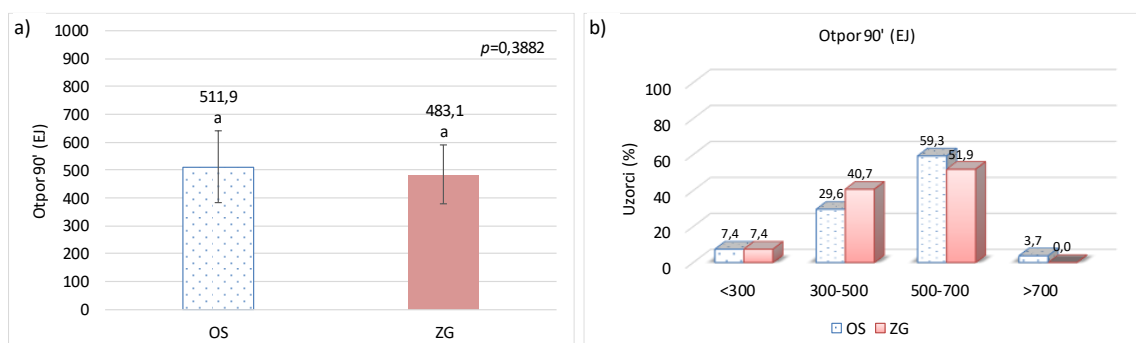 a)
p=0,3882
1000
900
800
700
600
500
400
300
200
100
0
Otpor 90' (EJ)
511,9
a
483,1
a
OS
ZG
b)
Otpor 90' (EJ)
Uzorci (%)
100
80
60
40
20
0
7,4
7,4
29,6
40,7
59,3
51,9
3,7
0,0
<300
300-500
500-700
>700
OS
ZG